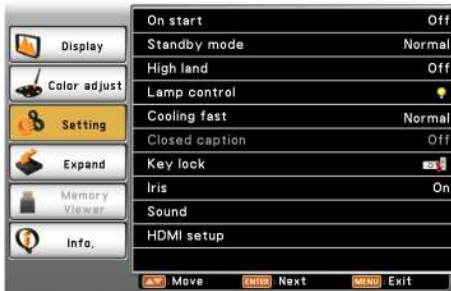 Display
Color adjust
Setting
Expand
Memory
Viewer
Info.
On start Off
Standby mode Normal
High land Off
Lamp control
Cooling fast Normal
Closed caption Off
Key lock
Iris On
Sound
HDMI setup
Move ENTER Next MENU Exit